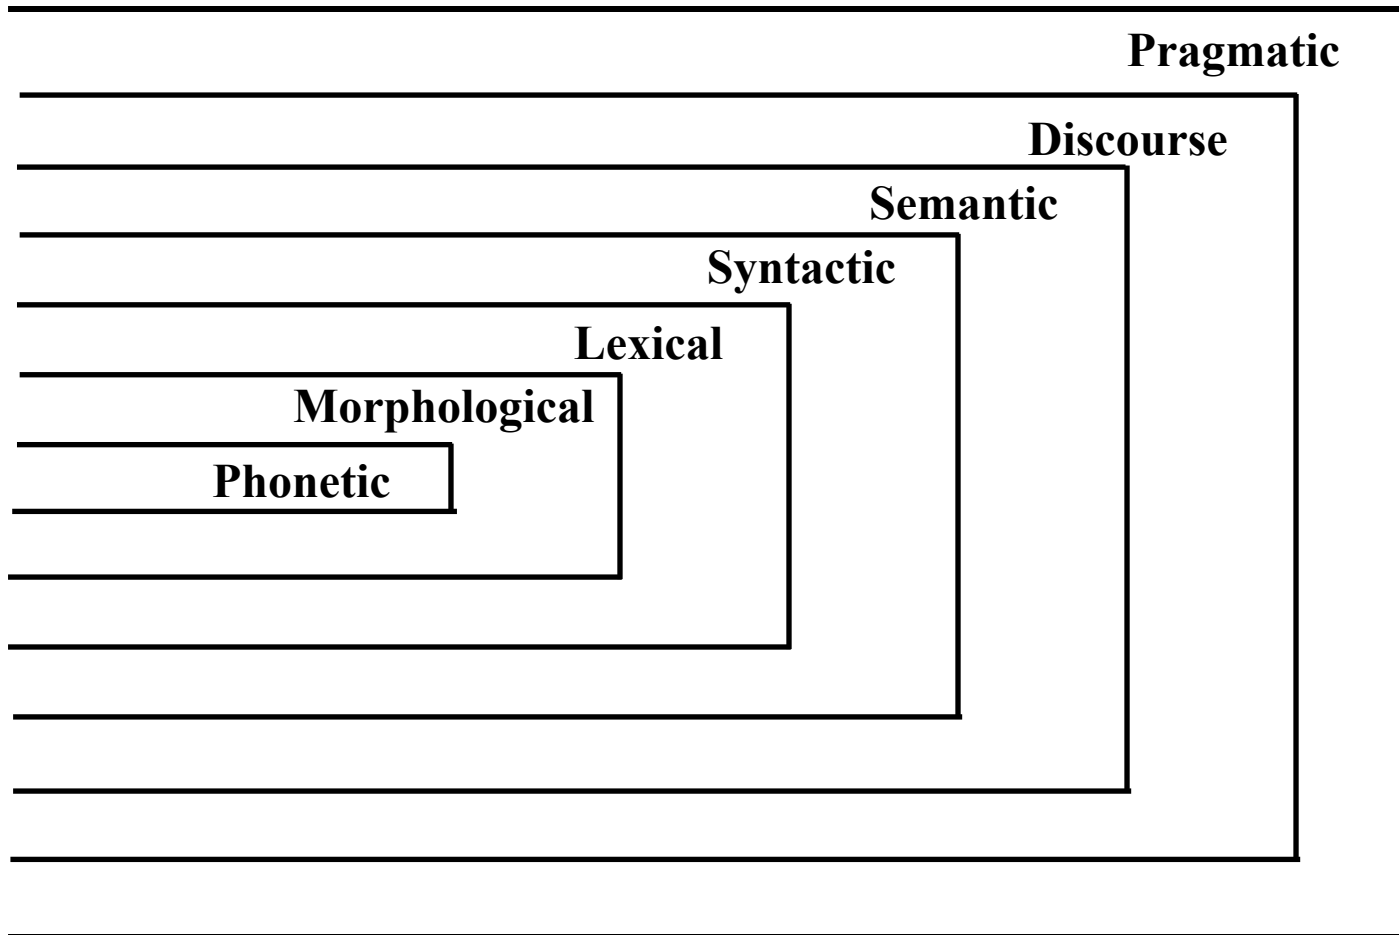 Pragmatic
Discourse
Semantic
Syntactic
Lexical
Morphological
Phonetic